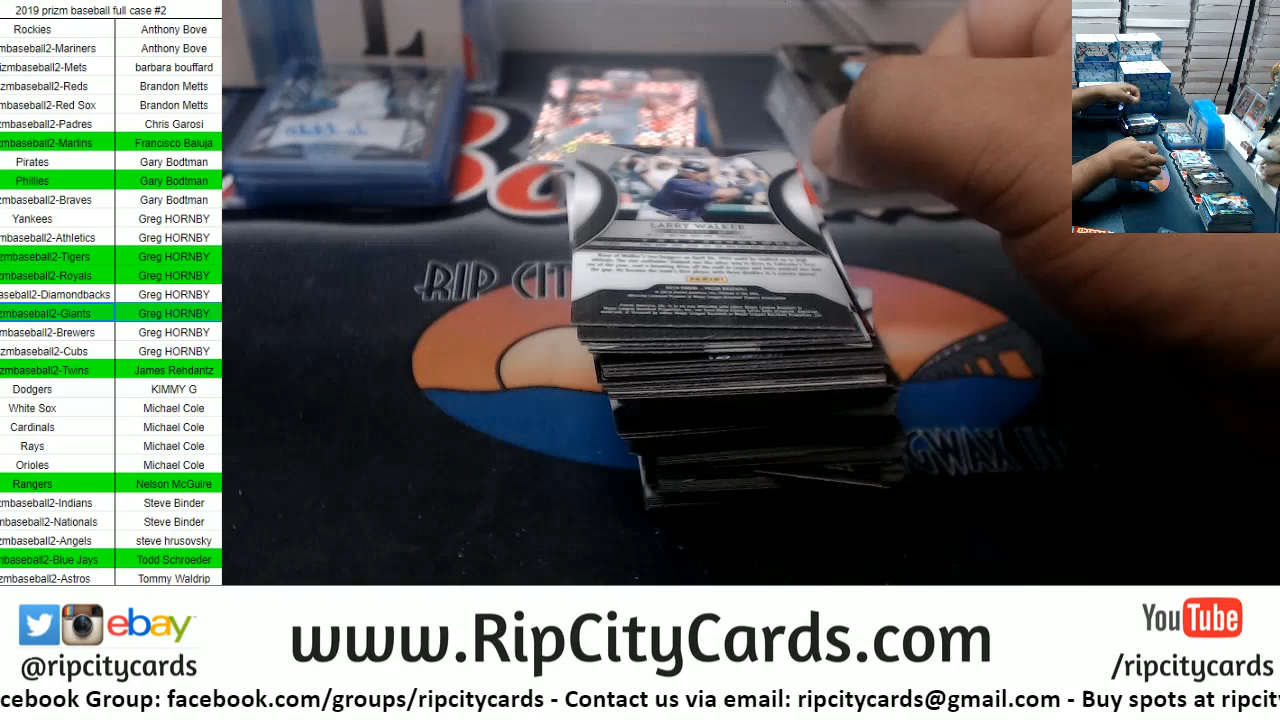 2019 prizm baseball full case #2
Rockies Anthony Bove
zmbaseball2-Mariners Anthony Bove
izmbaseball2-Mets barbara bouffard
izmbaseball2-Reds Brandon Metts
zmbaseball2-Red Sox Brandon Metts
zmbaseball2-Padres Chris Garosi
zmbaseball2-Marlins Francisco Baluja
Pirates Gary Bodtman
Phillies Gary Bodtman
zmbaseball2-Braves Gary Bodtman
Yankees Greg HORNBY
mbaseball2-Athletics Greg HORNBY
zmbaseball2-Tigers Greg HORNBY
zmbaseball2-Royals Greg HORNBY
aseball2-Diamondbacks Greg HORNBY
zmbaseball2-Giants Greg HORNBY
mbaseball2-Brewers Greg HORNBY
zmbaseball2-Cubs Greg HORNBY
zmbaseball2-Twins James Rehdantz
Dodgers KIMMY G
White Sox Michael Cole
Cardinals Michael Cole
Rays Michael Cole
Orioles Michael Cole
Rangers Nelson McGuire
zmbaseball2-Indians Steve Binder
mbaseball2-Nationals Steve Binder
zmbaseball2-Angels steve hrusovsky
mbaseball2-Blue Jays Todd Schroeder
zmbaseball2-Astros Tommy Waldrip
LARRY WALKER
PANINI
RIP CIT
GWAX
ebay
@ripcitycards
www.RipCityCards.com
YouTube
/ripcitycards
cebook Group: facebook.com/groups/ripcitycards - Contact us via email: ripcitycards@gmail.com - Buy spots at ripcit